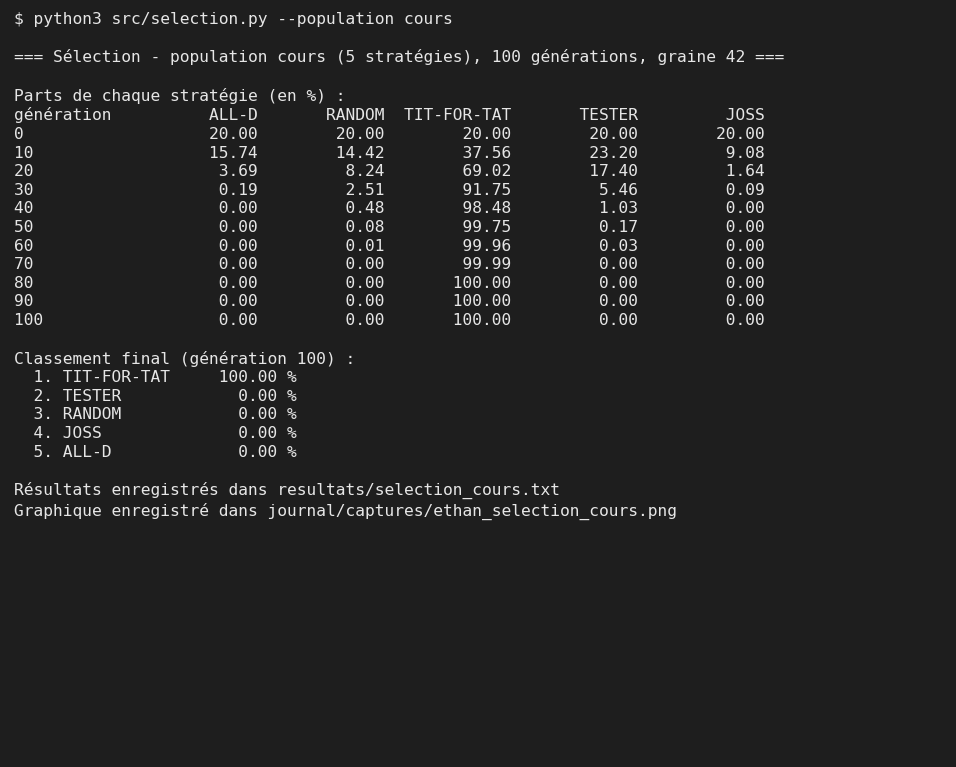 $ python3 src/selection.py --population cours
=== Sélection - population cours (5 stratégies), 100 générations, graine 42 ===
Parts de chaque stratégie (en %) :
génération ALL-D RANDOM TIT-FOR-TAT TESTER JOSS
0 20.00 20.00 20.00 20.00 20.00
10 15.74 14.42 37.56 23.20 9.08
20 3.69 8.24 69.02 17.40 1.64
30 0.19 2.51 91.75 5.46 0.09
40 0.00 0.48 98.48 1.03 0.00
50 0.00 0.08 99.75 0.17 0.00
60 0.00 0.01 99.96 0.03 0.00
70 0.00 0.00 99.99 0.00 0.00
80 0.00 0.00 100.00 0.00 0.00
90 0.00 0.00 100.00 0.00 0.00
100 0.00 0.00 100.00 0.00 0.00
Classement final (génération 100) :
1. TIT-FOR-TAT 100.00 %
2. TESTER 0.00 %
3. RANDOM 0.00 %
4. JOSS 0.00 %
5. ALL-D 0.00 %
Résultats enregistrés dans resultats/selection_cours.txt
Graphique enregistré dans journal/captures/ethan_selection_cours.png